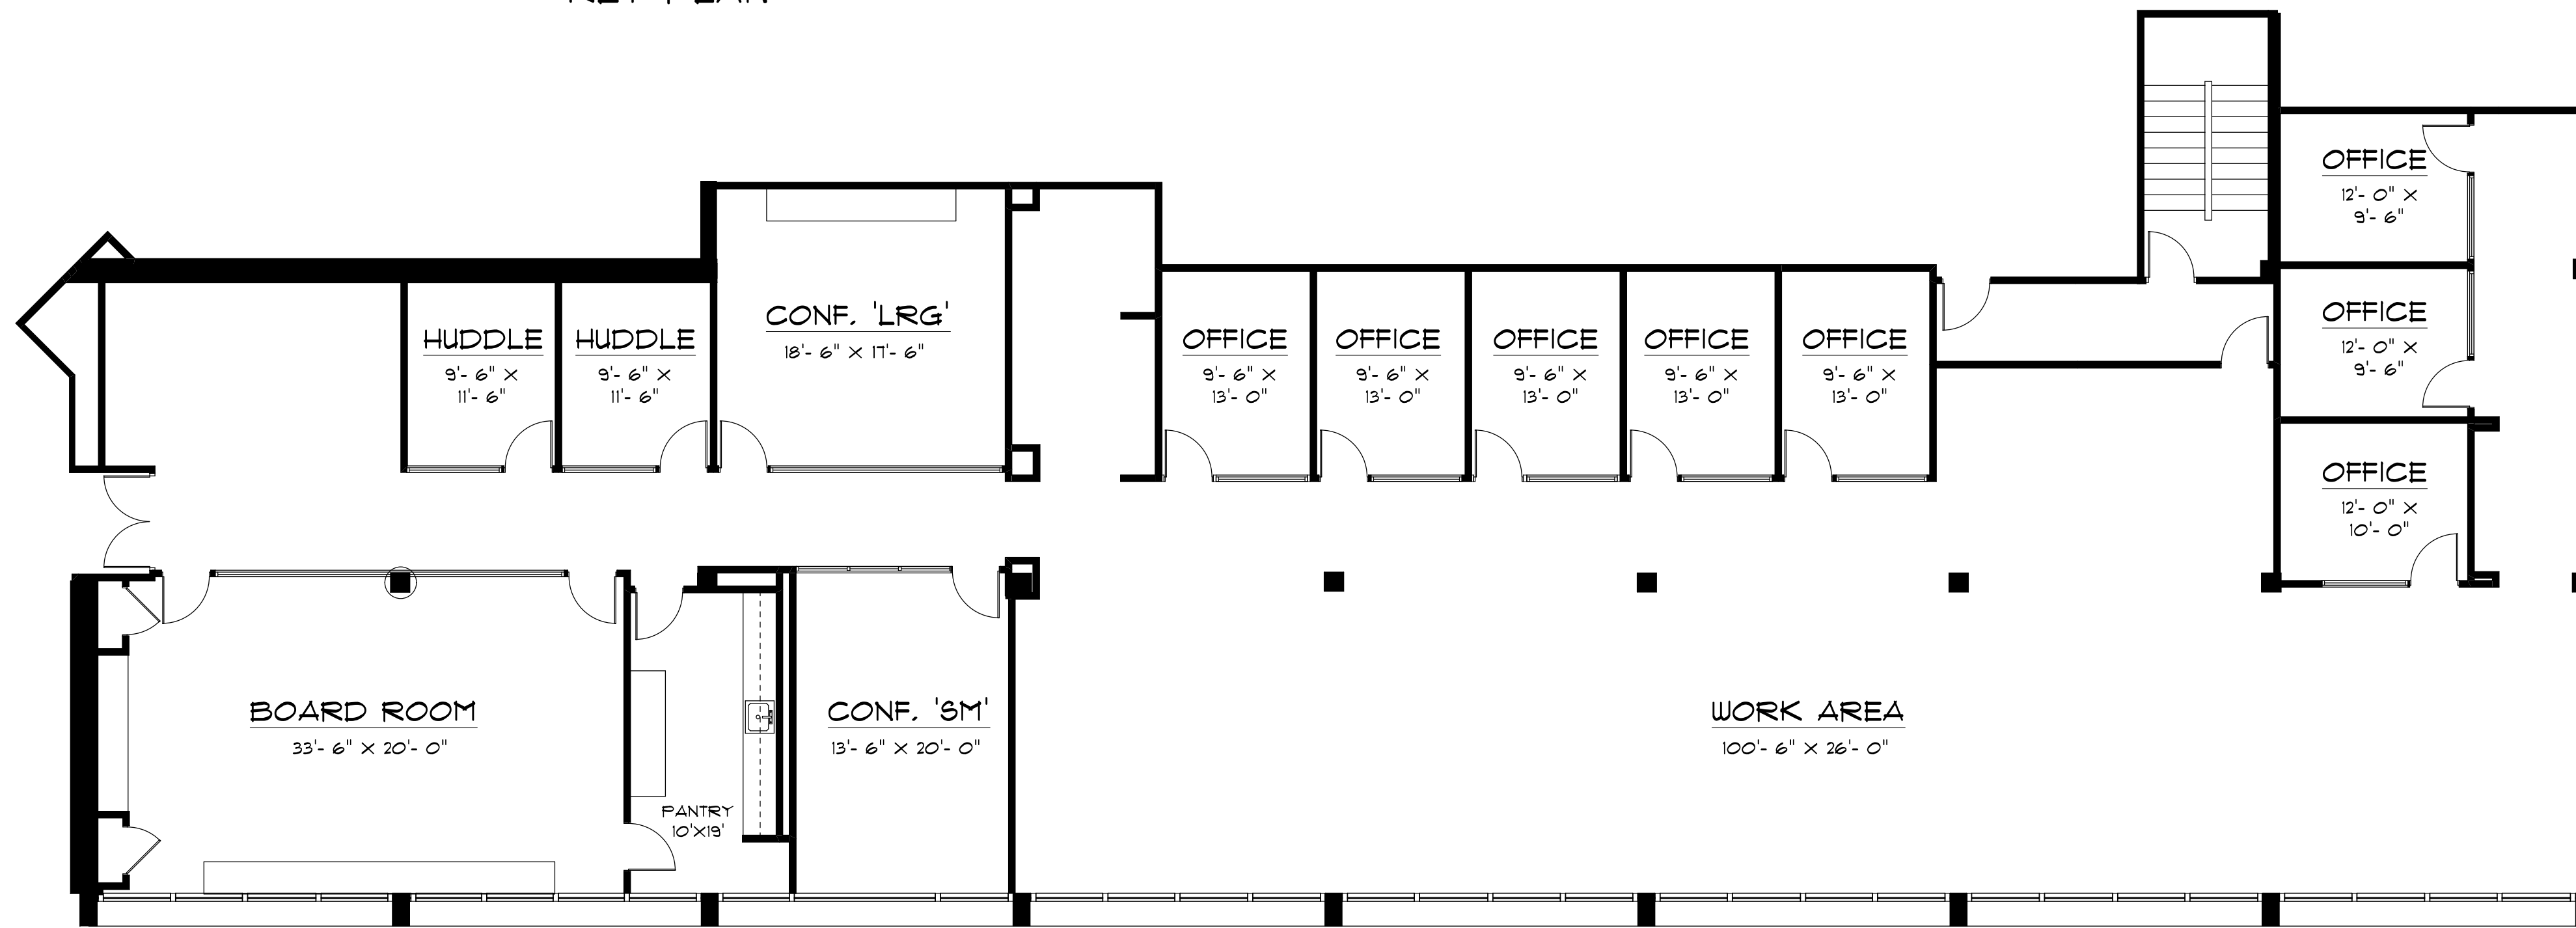 OFFICE
12'- 0" X
9'- 6"
OFFICE
12'- 0" X
9'- 6"
OFFICE
12'- 0" X
10'- 0"
CONF. 'LRG'
18'- 6" X 17'- 6"
HUDDLE
9'- 6" X
11'- 6"
HUDDLE
9'- 6" X
11'- 6"
OFFICE
9'- 6" X
13'- 0"
OFFICE
9'- 6" X
13'- 0"
OFFICE
9'- 6" X
13'- 0"
OFFICE
9'- 6" X
13'- 0"
OFFICE
9'- 6" X
13'- 0"
BOARD ROOM
33'- 6" X 20'- 0"
PANTRY
10'X19'
CONF. 'SM'
13'- 6" X 20'- 0"
WORK AREA
100'- 6" X 26'- 0"